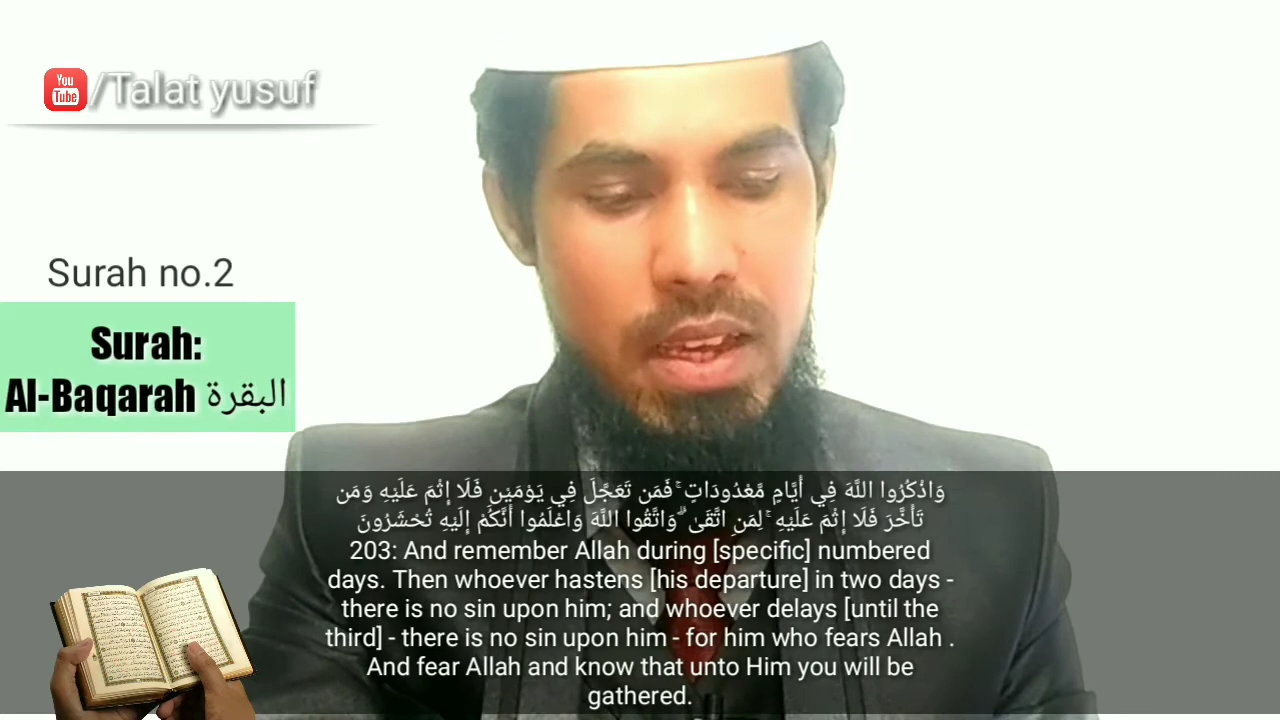 You
Tube
/Talat yusuf
Surah no.2
Surah:
Al-Baqarah البقرة
وَاذْكُرُوا اللَّهَ فِي أَيَّامٍ مَّعْدُودَاتٍ ۚ فَمَن تَعَجَّلَ فِي يَوْمَيْنِ فَلَا إِثْمَ عَلَيْهِ وَمَن
تَأَخَّرَ فَلَا إِثْمَ عَلَيْهِ ۚ لِمَنِ اتَّقَىٰ ۗ وَاتَّقُوا اللَّهَ وَاعْلَمُوا أَنَّكُمْ إِلَيْهِ تُحْشَرُونَ
203: And remember Allah during [specific] numbered
days. Then whoever hastens [his departure] in two days -
there is no sin upon him; and whoever delays [until the
third] - there is no sin upon him - for him who fears Allah .
And fear Allah and know that unto Him you will be
gathered.